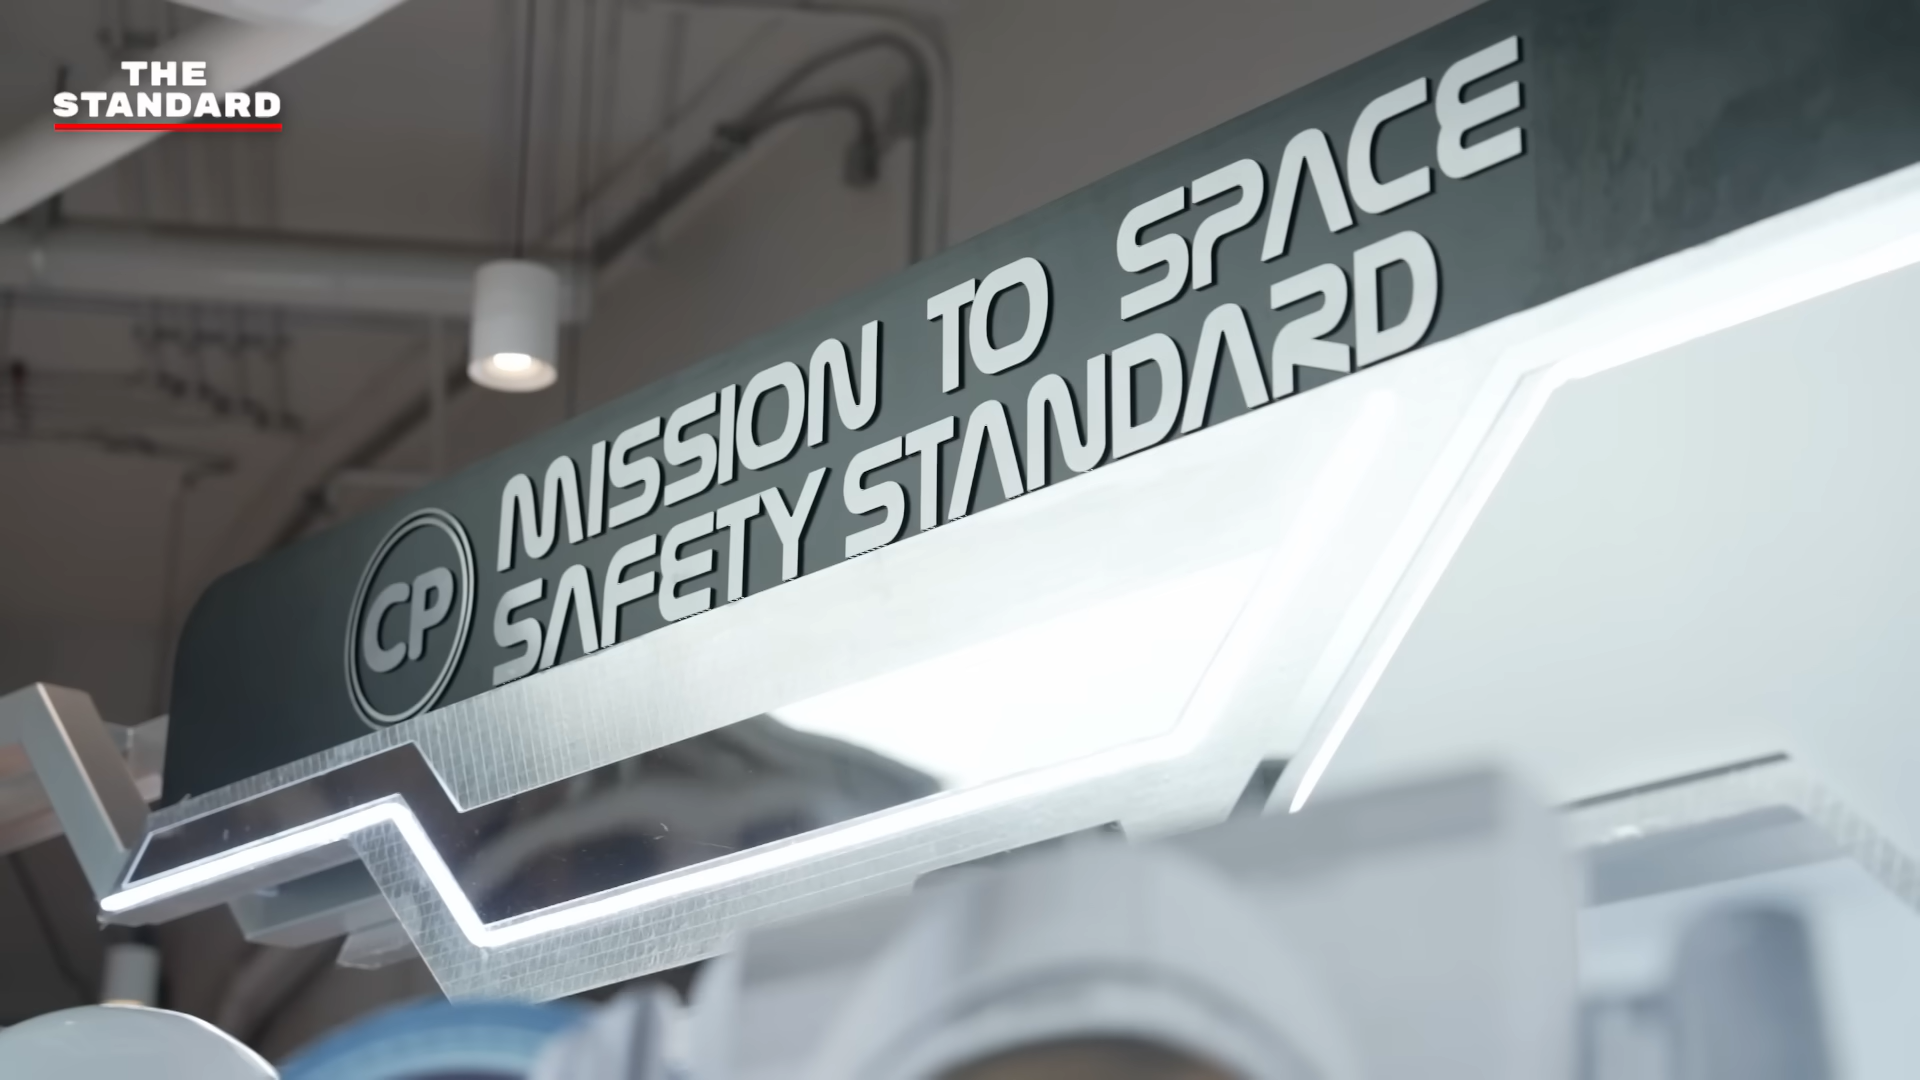 THE
STANDARD
MISSION TO SPACE
CP
SAFETY STANDARD